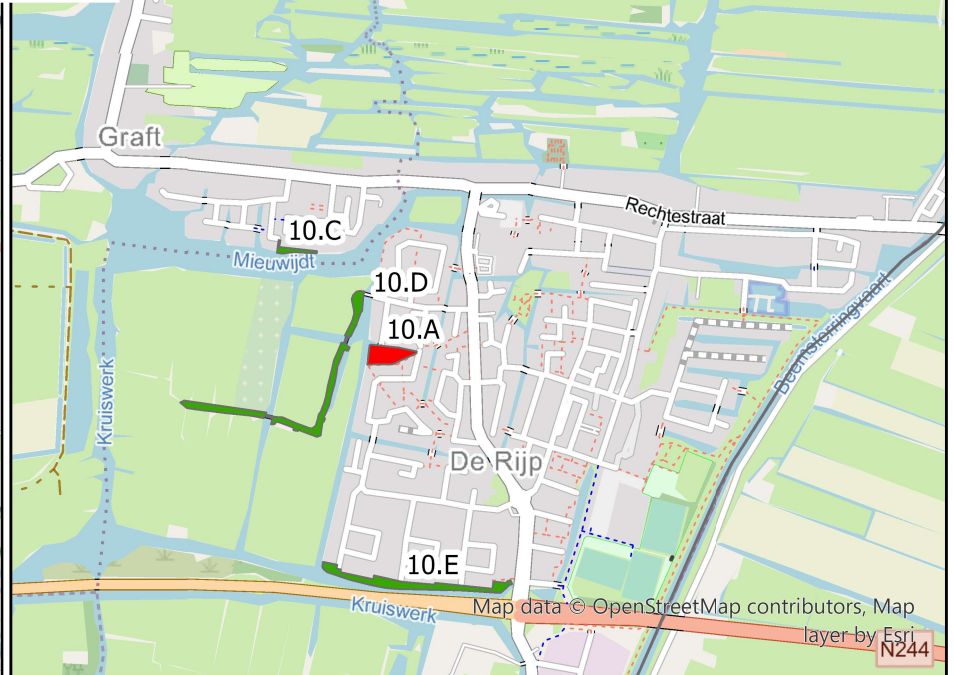 Graft
Rechtestraat
10.C
Mieuwijdt
10.D
10.A
Beemsterringvaart
Kruiswerk
De Rijp
10.E
Kruiswerk
Map data © OpenStreetMap contributors, Map
layer by Esri
N244